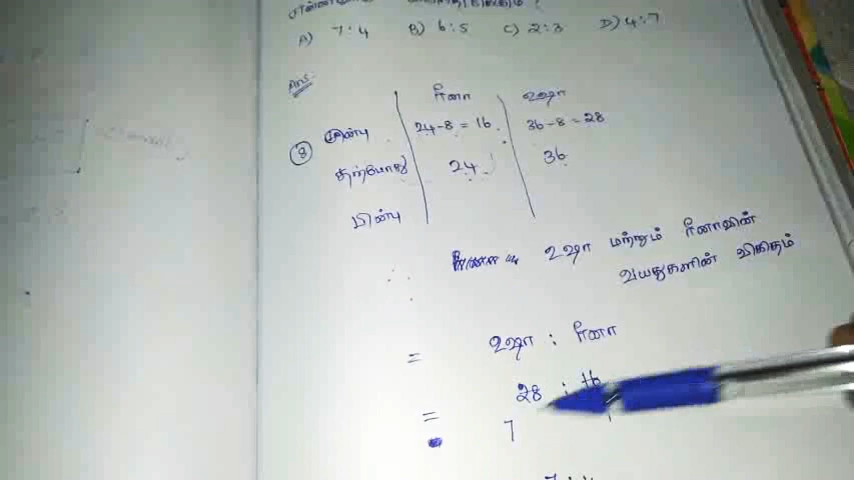 A) 7:4 B) 6:5 C) 2:3 D) 4:7
Ans:
ரீனா உஷா
முன்பு 24-8 = 16 36-8 = 28
8 தற்போது 24 36
பின்பு
∴ உஷா மற்றும் ரீனாவின்
வயதுகளின் விகிதம்
= உஷா : ரீனா
= 28 : 16
7